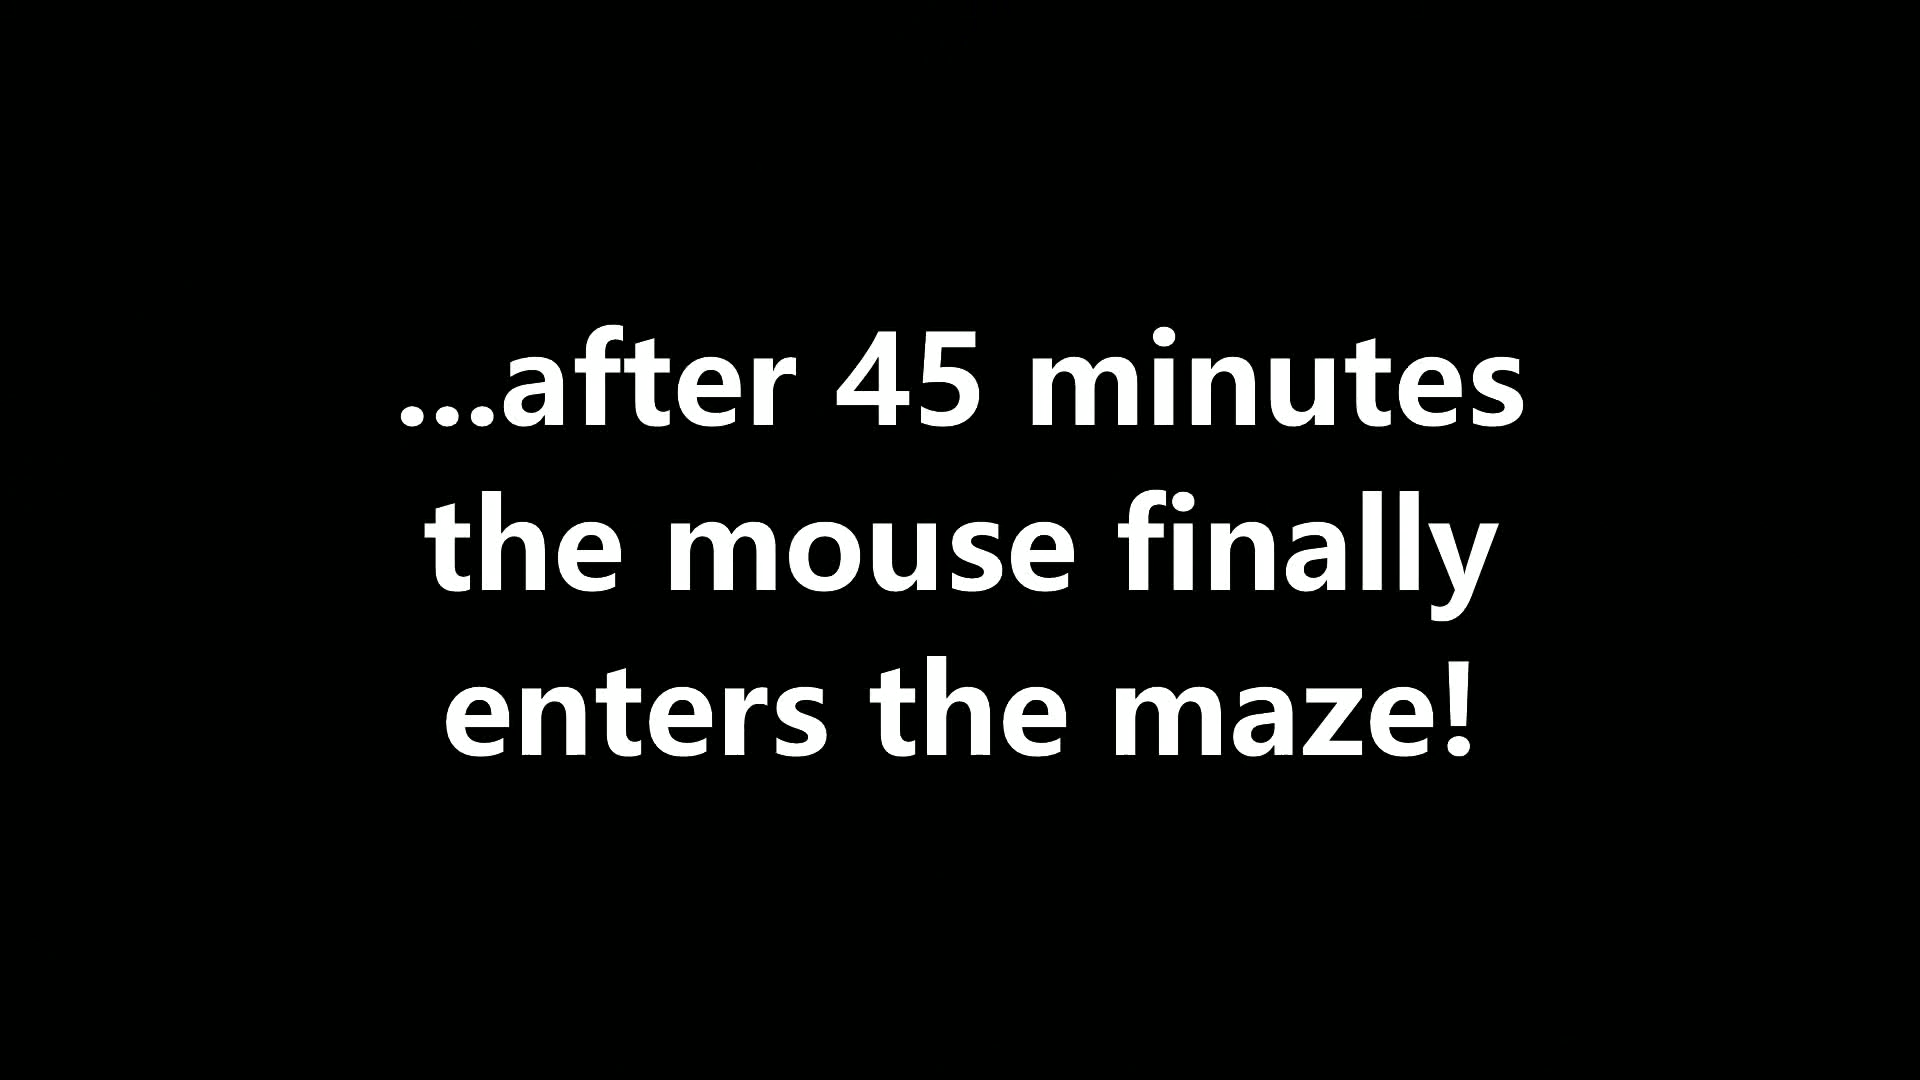 ...after 45 minutes
the mouse finally
enters the maze!